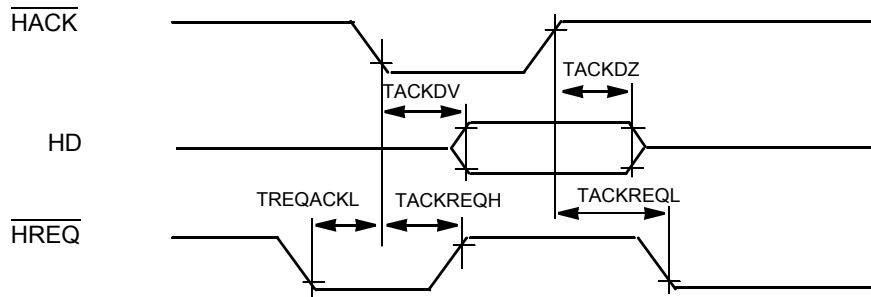 HACK
TACKDZ
TACKDV
HD
TREQACKL
TACKREQH
TACKREQL
HREQ